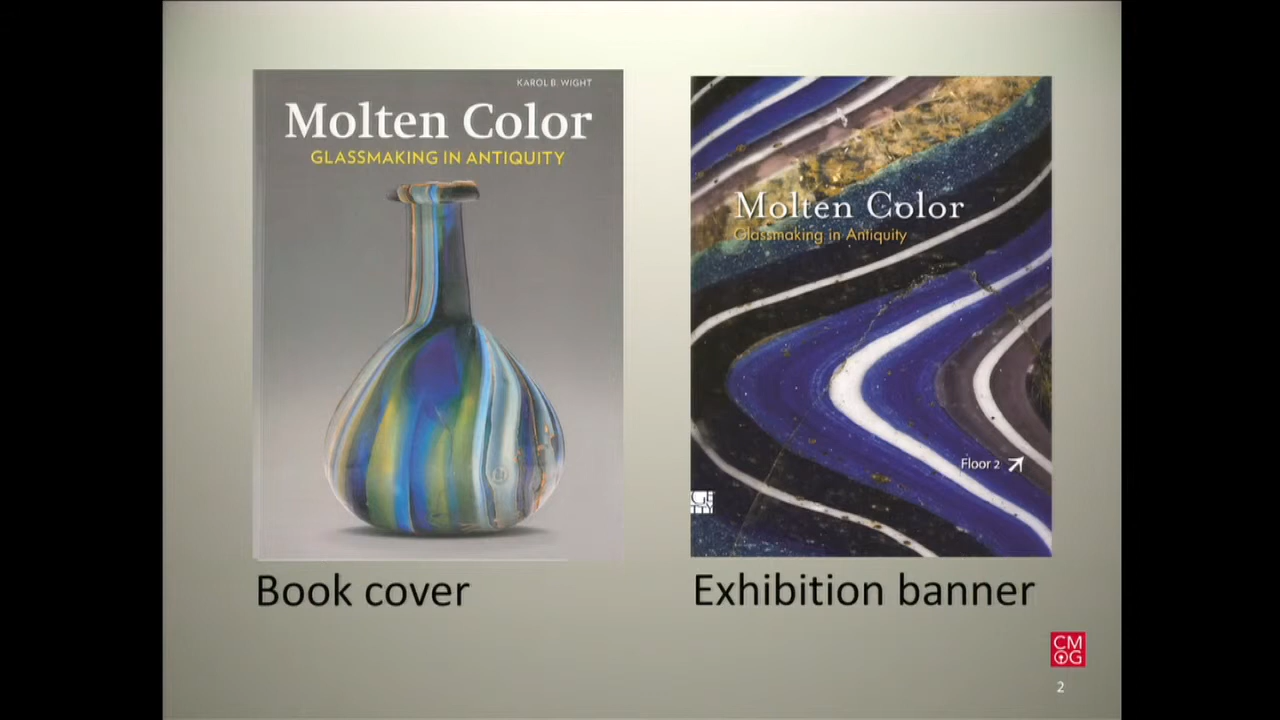 KAROL B. WIGHT
Molten Color
GLASSMAKING IN ANTIQUITY
Molten Color
Glassmaking in Antiquity
Floor 2
Book cover
Exhibition banner
CM
OG
2